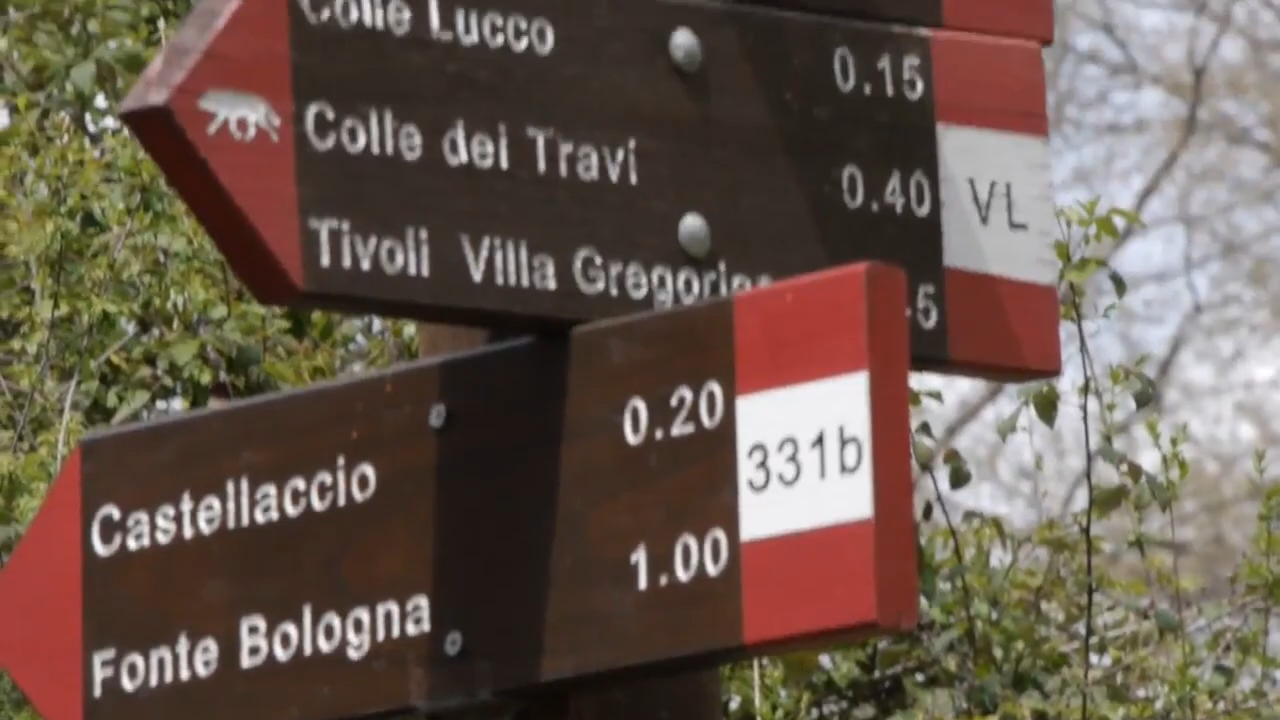 Colle Lucco 0.15
Colle dei Travi 0.40
Tivoli Villa 5
VL
Castellaccio 0.20
Fonte Bologna 1.00
331b